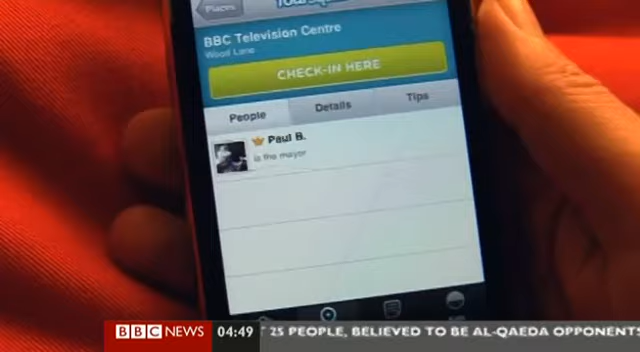 Places
foursquare
BBC Television Centre
Wood Lane
CHECK-IN HERE
People
Details
Tips
Paul B.
is the mayor
BBC NEWS
04:49
25 PEOPLE, BELIEVED TO BE AL-QAEDA OPPONENTS